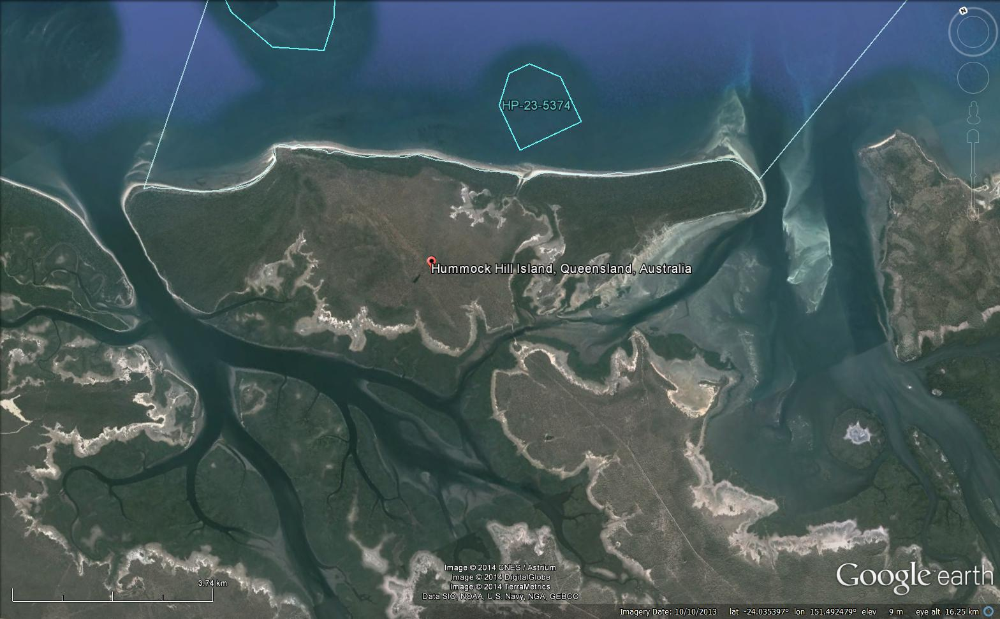 N
HP-23-5374
Hummock Hill Island, Queensland, Australia
Image © 2014 CNES / Astrium
Image © 2014 DigitalGlobe
Image © 2014 TerraMetrics
Data SIO, NOAA, U.S. Navy, NGA, GEBCO
3.74 km
Google earth
Imagery Date: 10/10/2013 lat -24.035397° lon 151.492479° elev 9 m eye alt 16.25 km